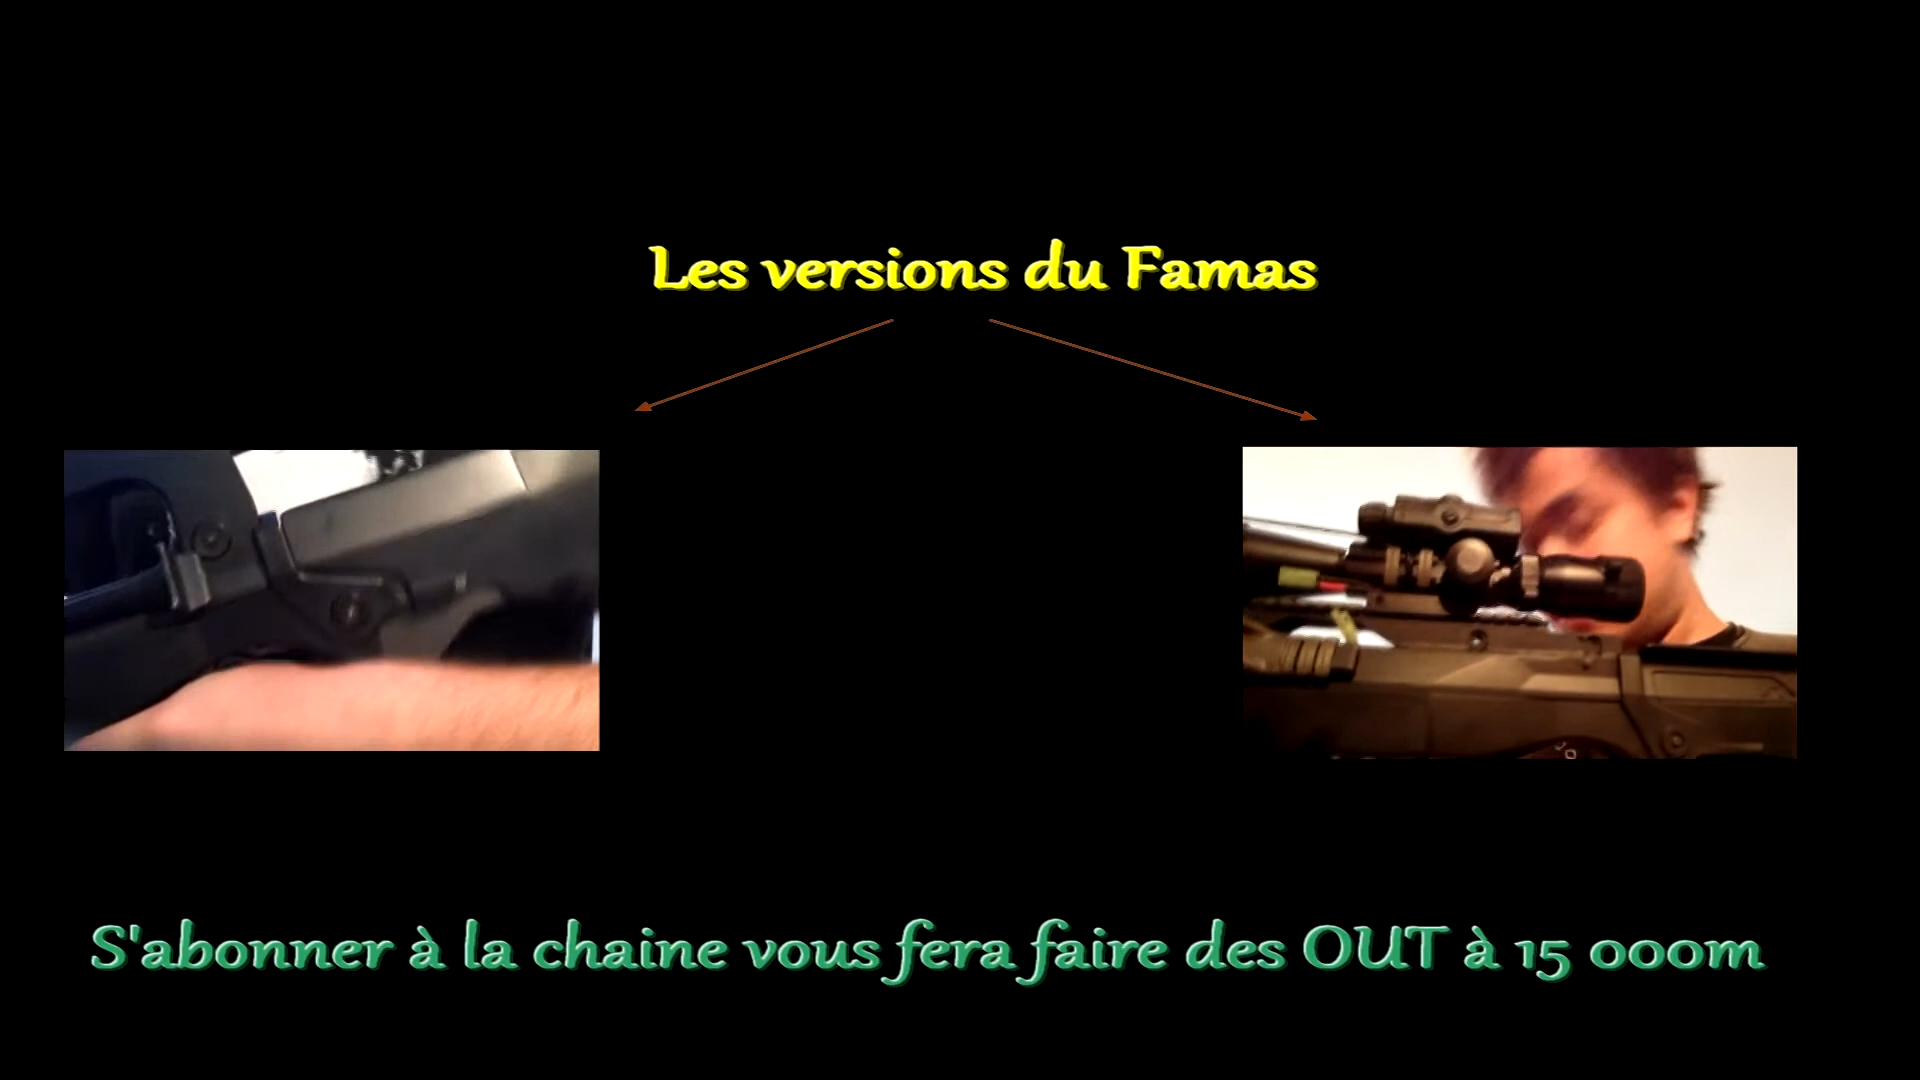 Les versions du Famas
S'abonner à la chaine vous fera faire des OUT à 15 000m